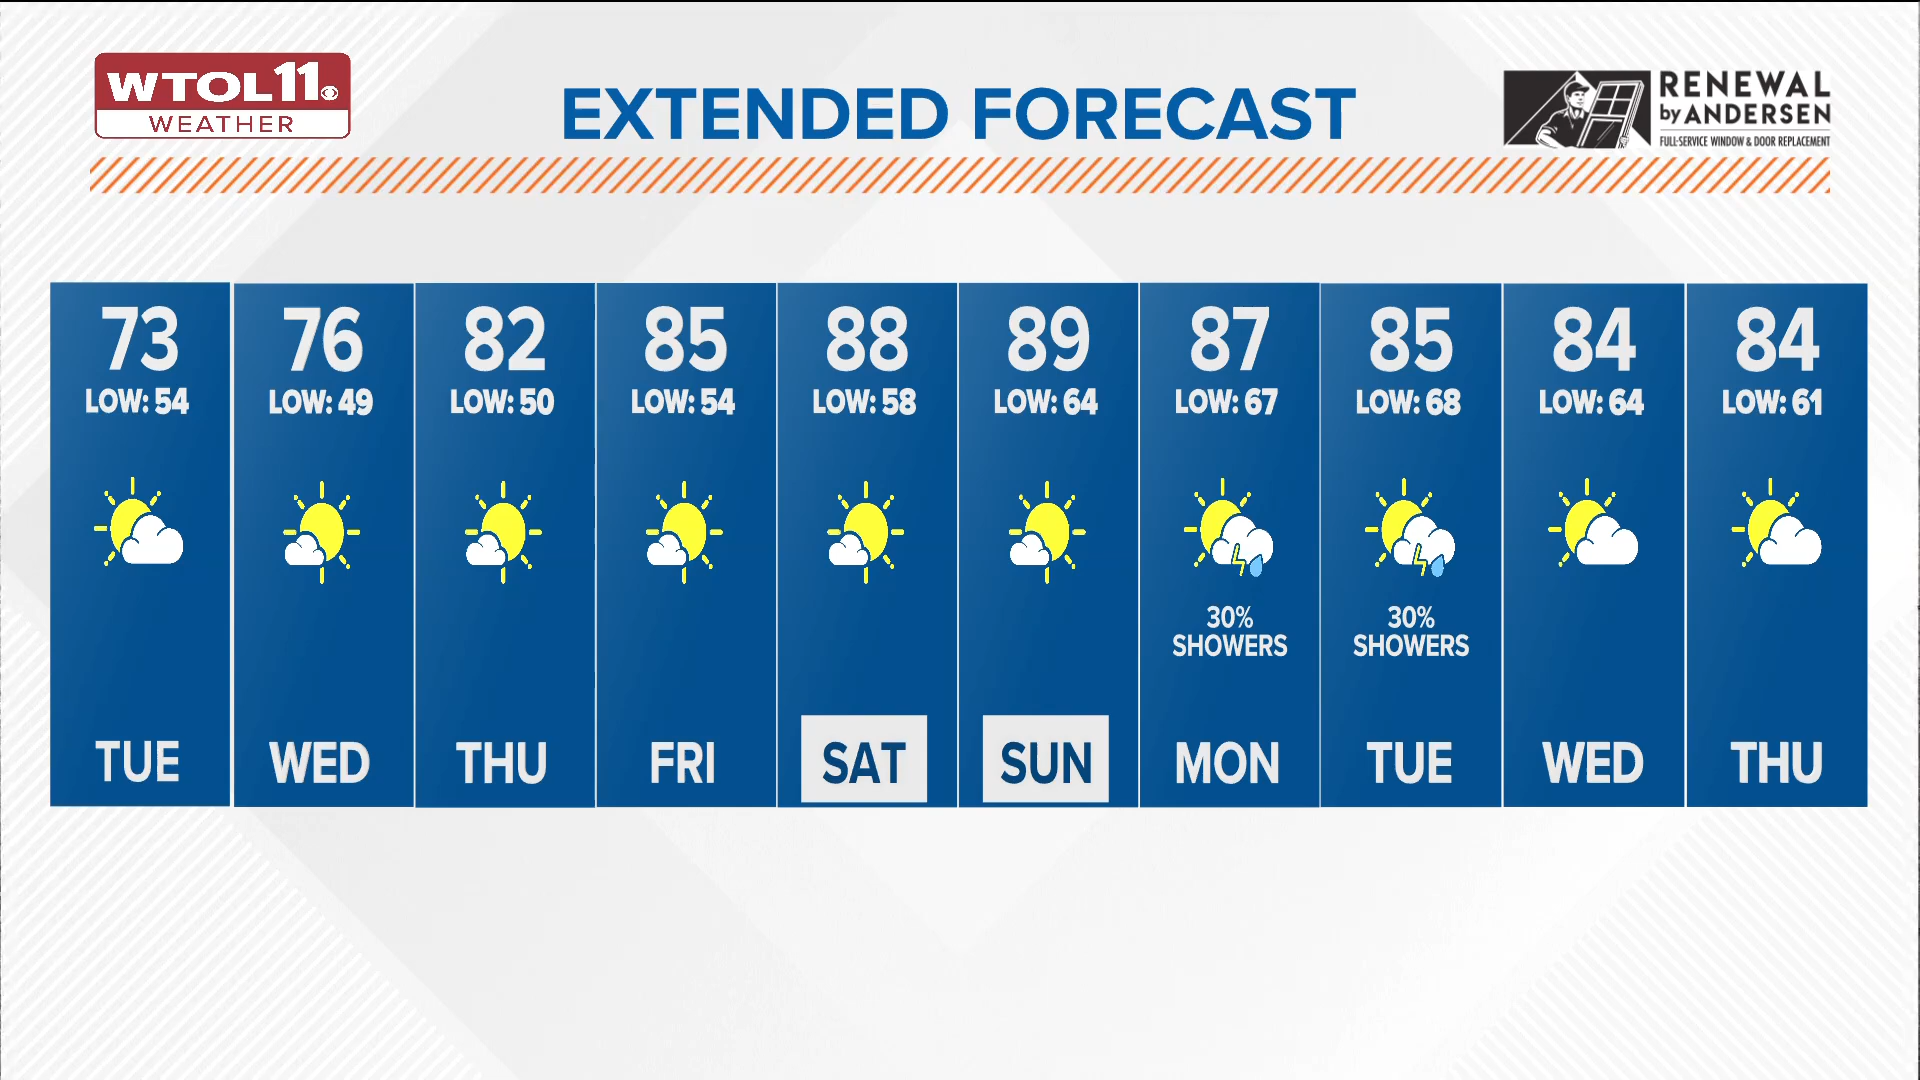 WTOL 11
WEATHER
EXTENDED FORECAST
RENEWAL
by ANDERSEN
FULL-SERVICE WINDOW & DOOR REPLACEMENT
73
LOW: 54
TUE
76
LOW: 49
WED
82
LOW: 50
THU
85
LOW: 54
FRI
88
LOW: 58
SAT
89
LOW: 64
SUN
87
LOW: 67
30%
SHOWERS
MON
85
LOW: 68
30%
SHOWERS
TUE
84
LOW: 64
WED
84
LOW: 61
THU